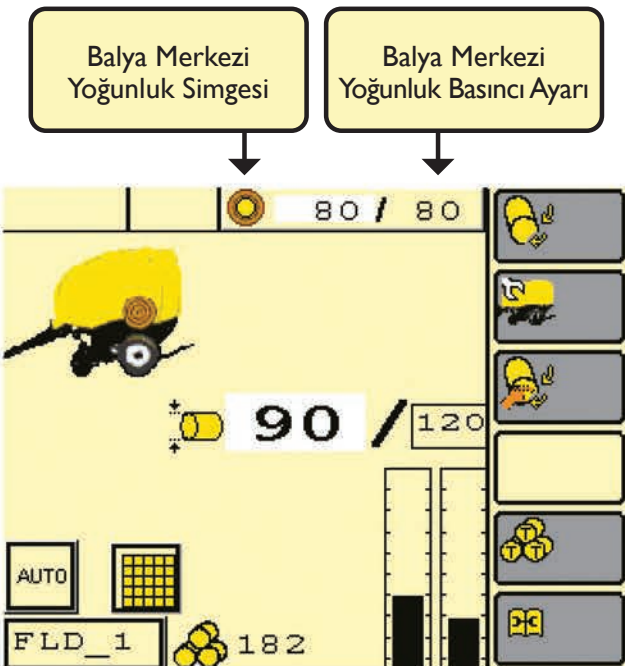 Balya Merkezi
Yoğunluk Simgesi
Balya Merkezi
Yoğunluk Basıncı Ayarı
80 / 80
90 / 120
AUTO
T T T
FLD_1 182